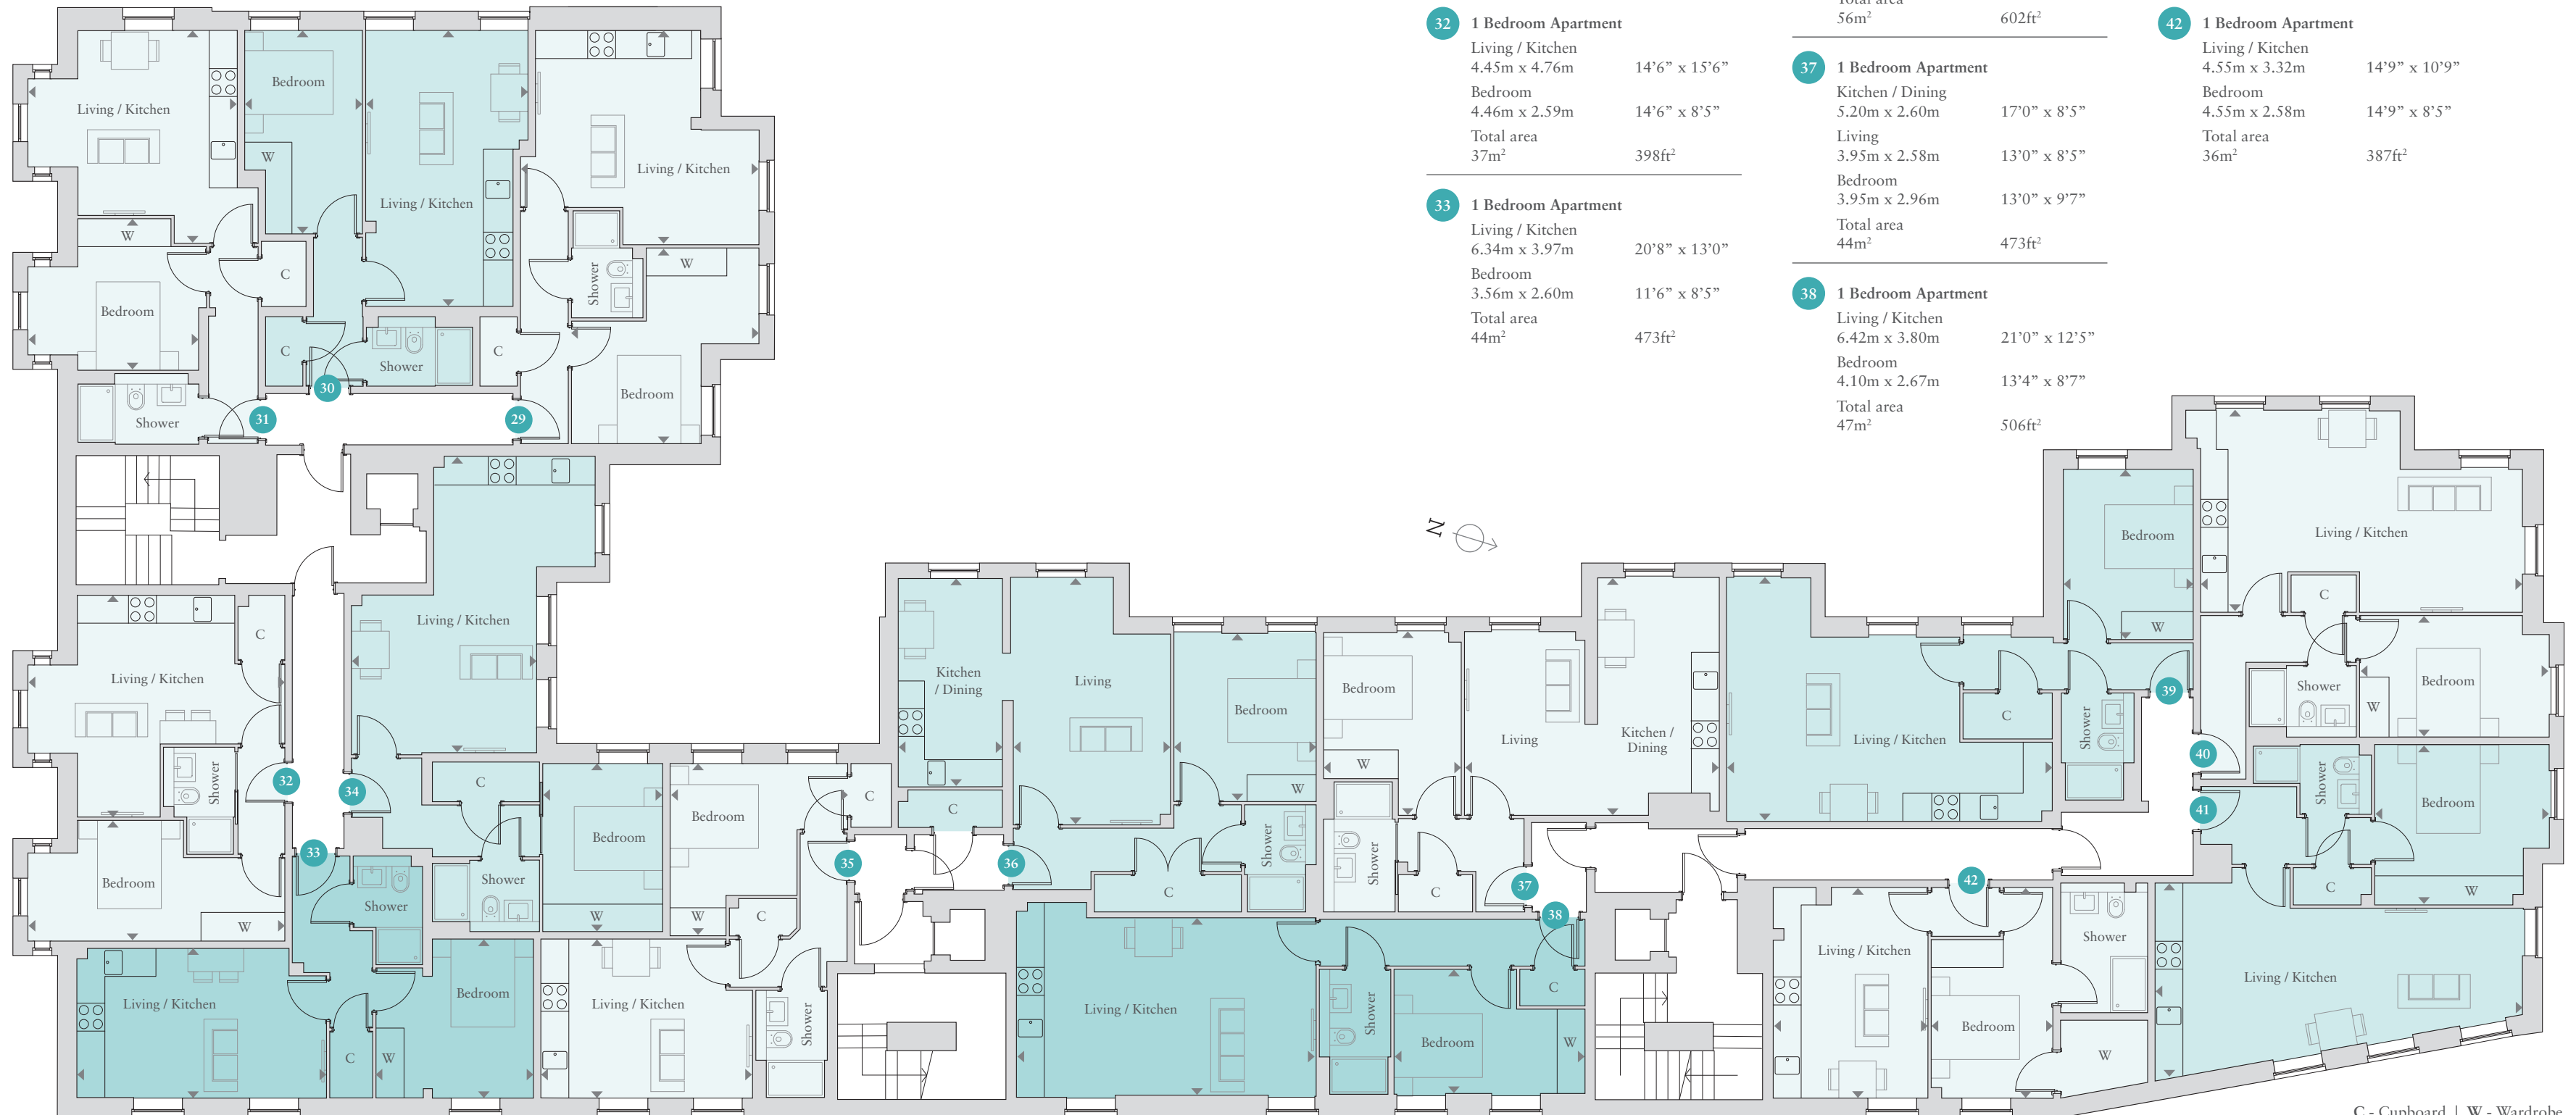 32 1 Bedroom Apartment
Living / Kitchen
4.45m x 4.76m 14’6” x 15’6”
Bedroom
4.46m x 2.59m 14’6” x 8’5”
Total area
37m² 398ft²
33 1 Bedroom Apartment
Living / Kitchen
6.34m x 3.97m 20’8” x 13’0”
Bedroom
3.56m x 2.60m 11’6” x 8’5”
Total area
44m² 473ft²
Total area
56m² 602ft²
37 1 Bedroom Apartment
Kitchen / Dining
5.20m x 2.60m 17’0” x 8’5”
Living
3.95m x 2.58m 13’0” x 8’5”
Bedroom
3.95m x 2.96m 13’0” x 9’7”
Total area
44m² 473ft²
38 1 Bedroom Apartment
Living / Kitchen
6.42m x 3.80m 21’0” x 12’5”
Bedroom
4.10m x 2.67m 13’4” x 8’7”
Total area
47m² 506ft²
42 1 Bedroom Apartment
Living / Kitchen
4.55m x 3.32m 14’9” x 10’9”
Bedroom
4.55m x 2.58m 14’9” x 8’5”
Total area
36m² 387ft²
Living / Kitchen
W
Bedroom
C
Shower
31
Bedroom
W
Living / Kitchen
C
Shower
30
Living / Kitchen
Shower
W
C
Bedroom
29
Living / Kitchen
C
Shower
32
Bedroom
W
Living / Kitchen
34
C
Shower
Bedroom
W
33
Shower
Living / Kitchen
Bedroom
C
W
Bedroom
C
W
C
35
Living / Kitchen
Shower
Kitchen
/ Dining
Living
Bedroom
W
C
36
Shower
C
N
Bedroom
W
Living
Kitchen /
Dining
Shower
C
37
38
Living / Kitchen
Shower
Bedroom
C
W
Living / Kitchen
C
Bedroom
W
Shower
39
Living / Kitchen
C
Shower
W
Bedroom
40
41
Shower
Bedroom
C
W
Living / Kitchen
42
Living / Kitchen
Bedroom
Shower
W
C - Cupboard | W - Wardrobe